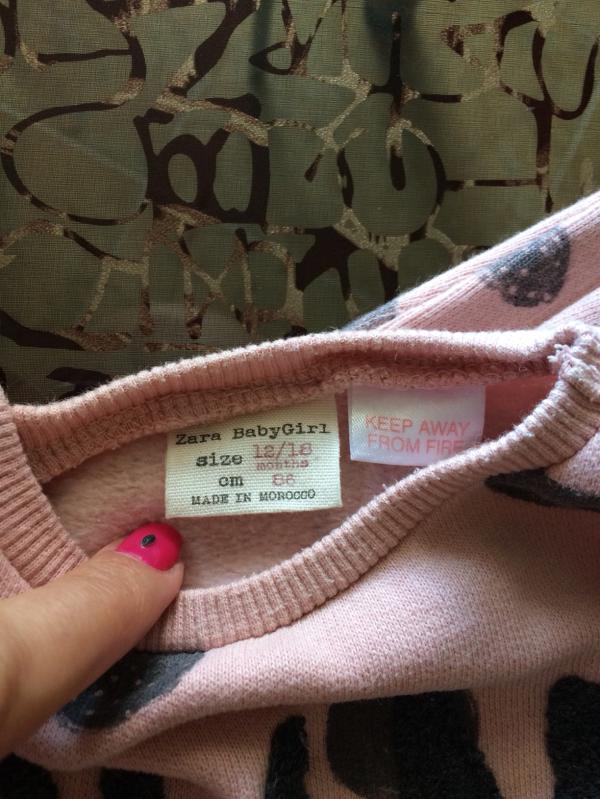 Zara BabyGirl
size 12/18
months
cm 86
MADE IN MOROCCO
KEEP AWAY
FROM FIRE